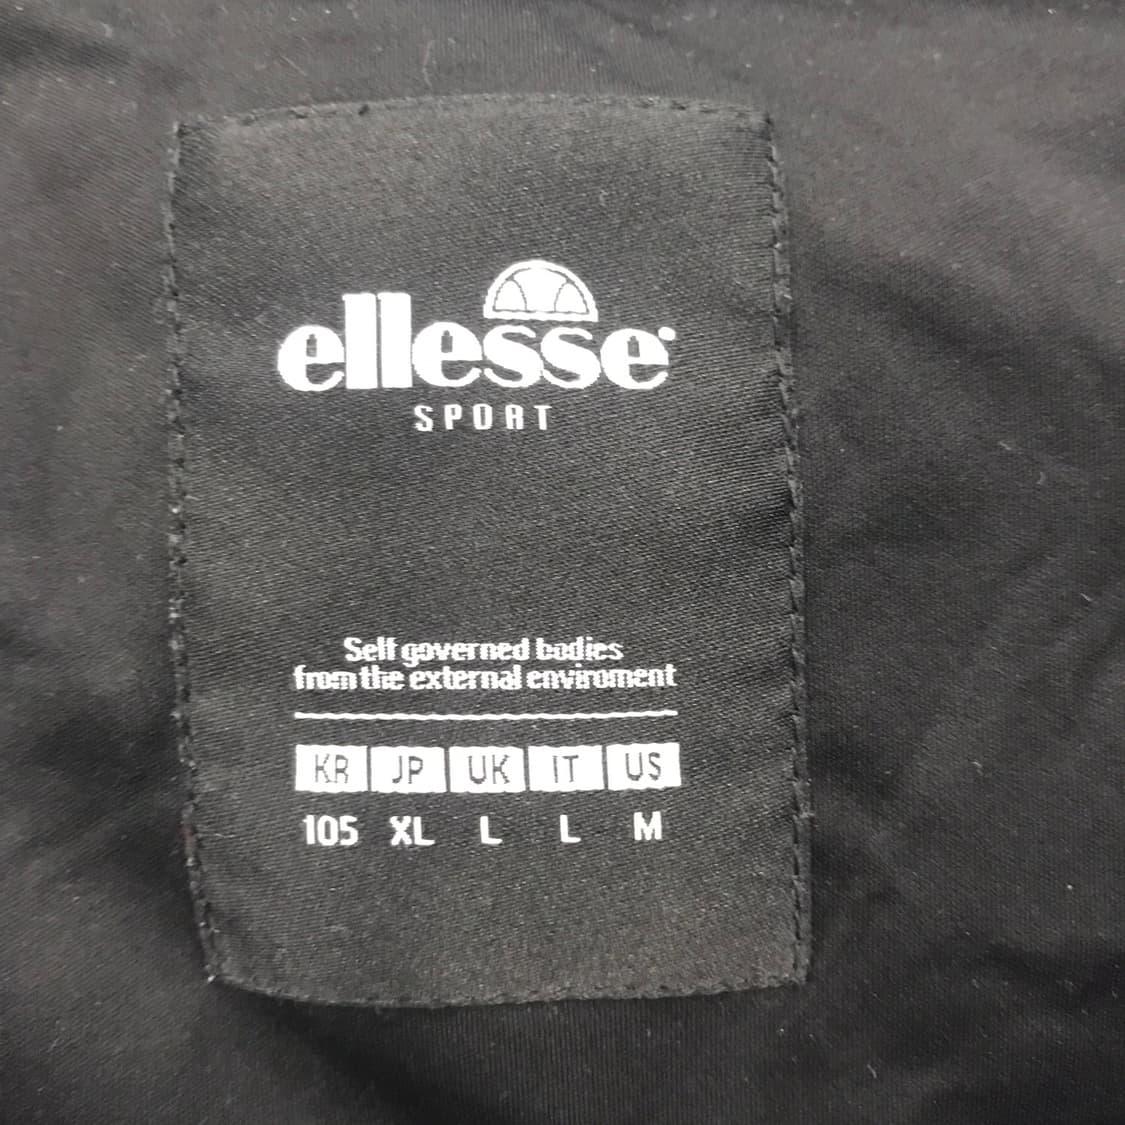 ellesse
SPORT
Self governed bodies
from the external enviroment
KR JP UK IT US
105 XL L L M